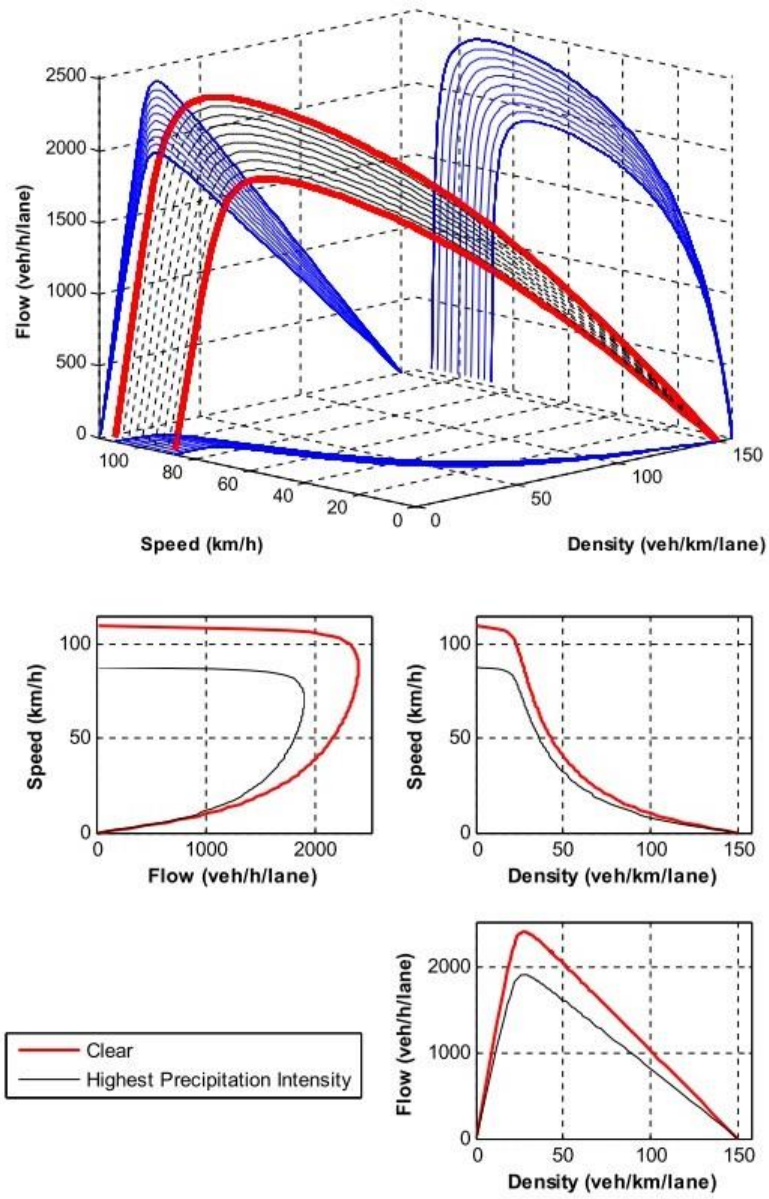 2500
2000
1500
1000
500
0
Flow (veh/h/lane)
100
80
60
40
20
0
0
50
100
150
Speed (km/h)
Density (veh/km/lane)
100
50
0
Speed (km/h)
0 1000 2000
Flow (veh/h/lane)
100
50
0
Speed (km/h)
0 50 100 150
Density (veh/km/lane)
2000
1000
0
Flow (veh/h/lane)
0 50 100 150
Density (veh/km/lane)
Clear
Highest Precipitation Intensity